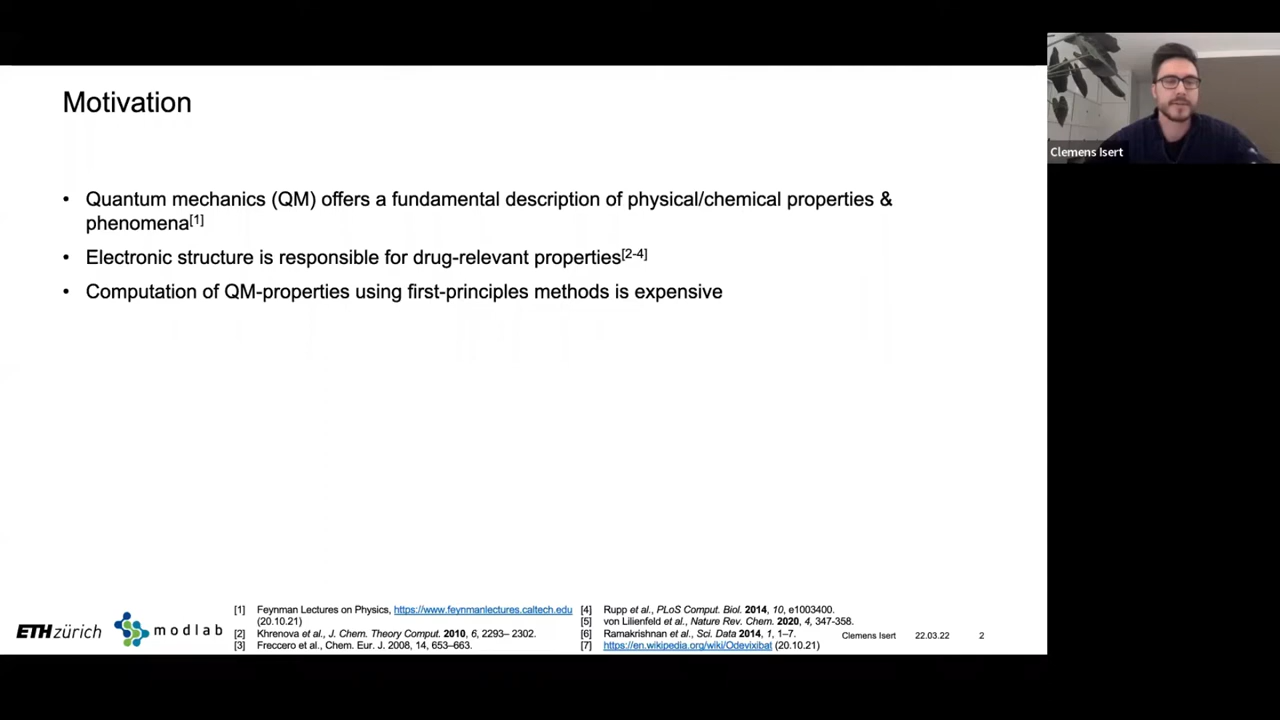 Motivation
Clemens Isert
• Quantum mechanics (QM) offers a fundamental description of physical/chemical properties &
phenomena[1]
• Electronic structure is responsible for drug-relevant properties[2-4]
• Computation of QM-properties using first-principles methods is expensive
ETH zürich
modlab
[1] Feynman Lectures on Physics, https://www.feynmanlectures.caltech.edu
(20.10.21)
[2] Khrenova et al., J. Chem. Theory Comput. 2010, 6, 2293– 2302.
[3] Freccero et al., Chem. Eur. J. 2008, 14, 653–663.
[4] Rupp et al., PLoS Comput. Biol. 2014, 10, e1003400.
[5] von Lilienfeld et al., Nature Rev. Chem. 2020, 4, 347-358.
[6] Ramakrishnan et al., Sci. Data 2014, 1, 1–7.
[7] https://en.wikipedia.org/wiki/Odevixibat (20.10.21)
Clemens Isert 22.03.22 2